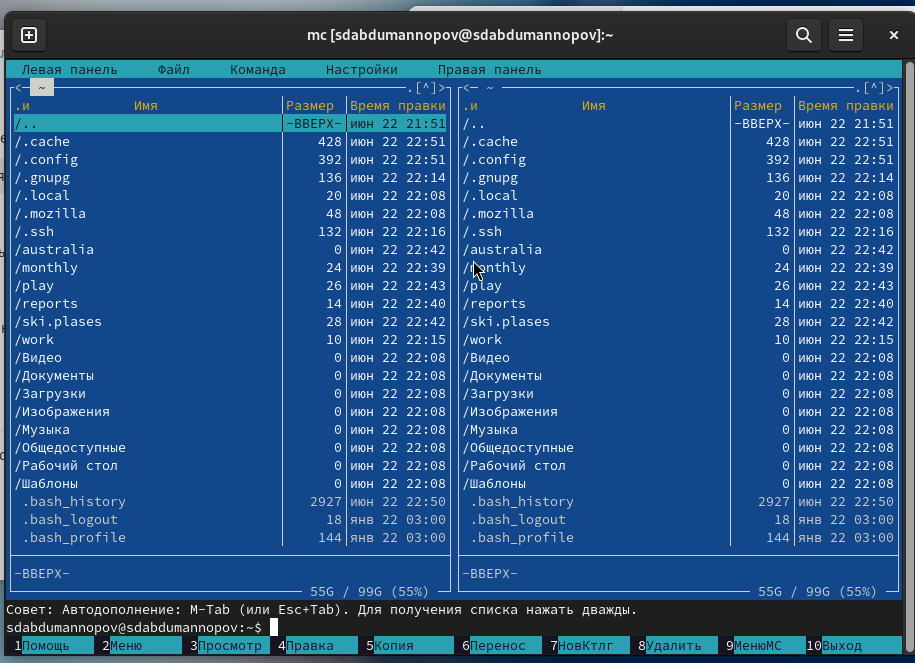 mc [sdabdumannopov@sdabdumannopov]:~
Левая панель Файл Команда Настройки Правая панель
<- ~ .[^]> <- ~ .[^]>
.и Имя Размер Время правки .и Имя Размер Время правки
/.. -ВВЕРХ- июн 22 21:51 /.. -ВВЕРХ- июн 22 21:51
/.cache 428 июн 22 22:51 /.cache 428 июн 22 22:51
/.config 392 июн 22 22:51 /.config 392 июн 22 22:51
/.gnupg 136 июн 22 22:14 /.gnupg 136 июн 22 22:14
/.local 20 июн 22 22:08 /.local 20 июн 22 22:08
/.mozilla 48 июн 22 22:08 /.mozilla 48 июн 22 22:08
/.ssh 132 июн 22 22:16 /.ssh 132 июн 22 22:16
/australia 0 июн 22 22:42 /australia 0 июн 22 22:42
/monthly 24 июн 22 22:39 /monthly 24 июн 22 22:39
/play 26 июн 22 22:43 /play 26 июн 22 22:43
/reports 14 июн 22 22:40 /reports 14 июн 22 22:40
/ski.plases 28 июн 22 22:42 /ski.plases 28 июн 22 22:42
/work 10 июн 22 22:15 /work 10 июн 22 22:15
/Видео 0 июн 22 22:08 /Видео 0 июн 22 22:08
/Документы 0 июн 22 22:08 /Документы 0 июн 22 22:08
/Загрузки 0 июн 22 22:08 /Загрузки 0 июн 22 22:08
/Изображения 0 июн 22 22:08 /Изображения 0 июн 22 22:08
/Музыка 0 июн 22 22:08 /Музыка 0 июн 22 22:08
/Общедоступные 0 июн 22 22:08 /Общедоступные 0 июн 22 22:08
/Рабочий стол 0 июн 22 22:08 /Рабочий стол 0 июн 22 22:08
/Шаблоны 0 июн 22 22:08 /Шаблоны 0 июн 22 22:08
.bash_history 2927 июн 22 22:50 .bash_history 2927 июн 22 22:50
.bash_logout 18 янв 22 03:00 .bash_logout 18 янв 22 03:00
.bash_profile 144 янв 22 03:00 .bash_profile 144 янв 22 03:00
-ВВЕРХ- -ВВЕРХ-
55G / 99G (55%) 55G / 99G (55%)
Совет: Автодополнение: M-Tab (или Esc+Tab). Для получения списка нажать дважды.
sdabdumannopov@sdabdumannopov:~$
1Помощь 2Меню 3Просмотр 4Правка 5Копия 6Перенос 7НовКтлг 8Удалить 9МенюМС 10Выход